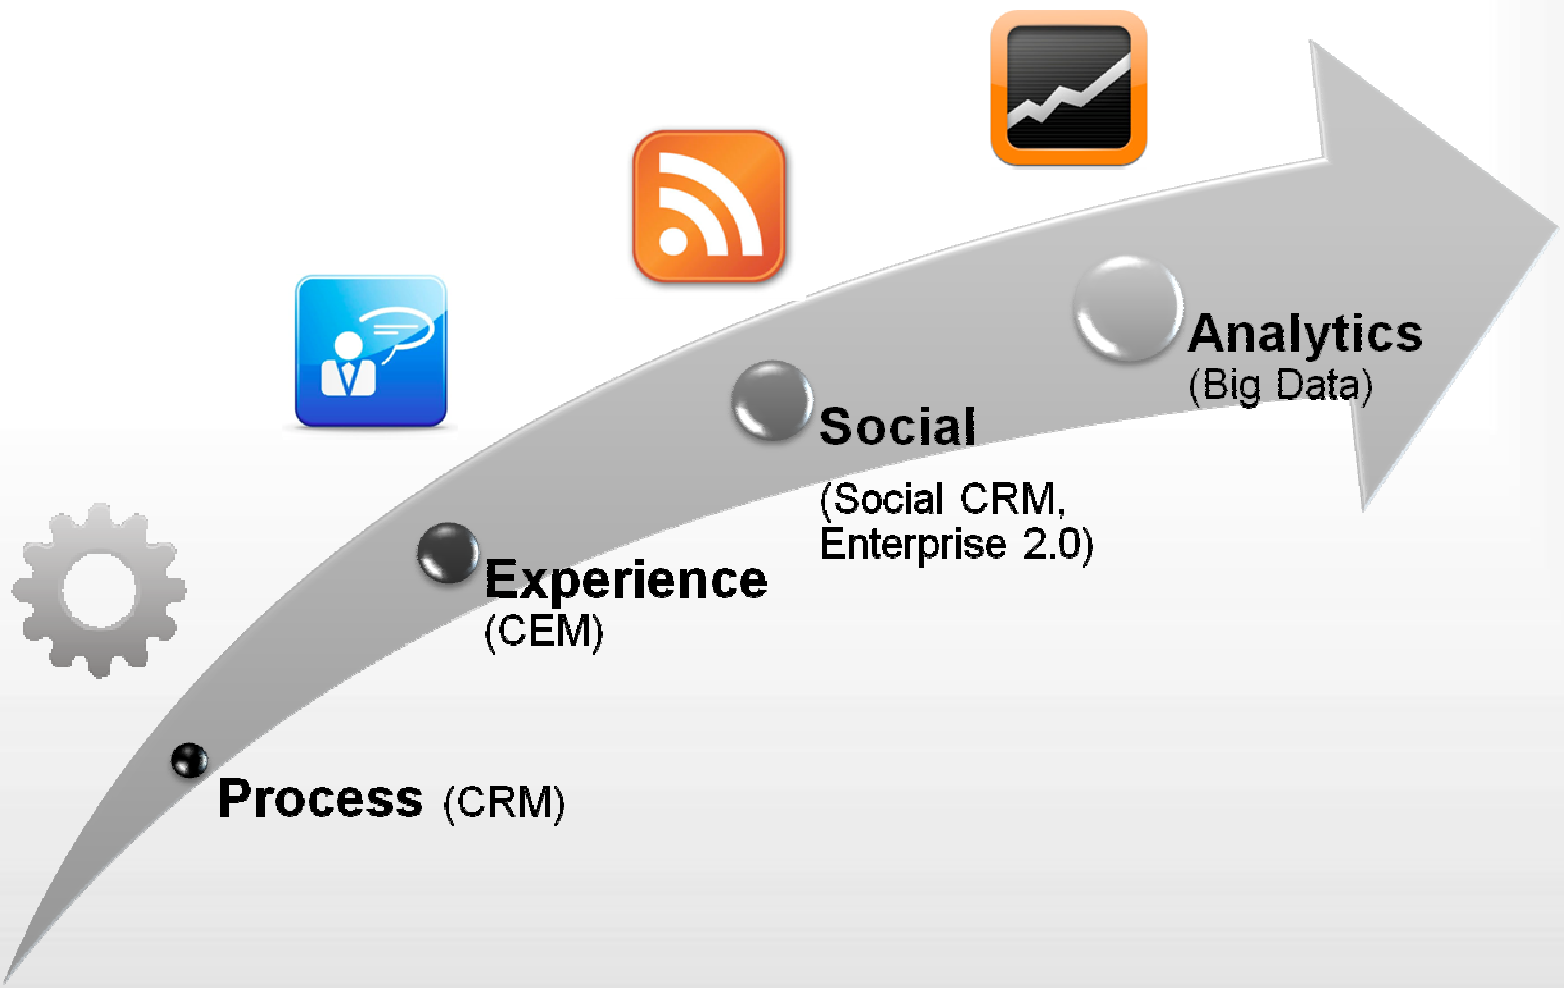 Analytics
(Big Data)
Social
(Social CRM,
Enterprise 2.0)
Experience
(CEM)
Process (CRM)